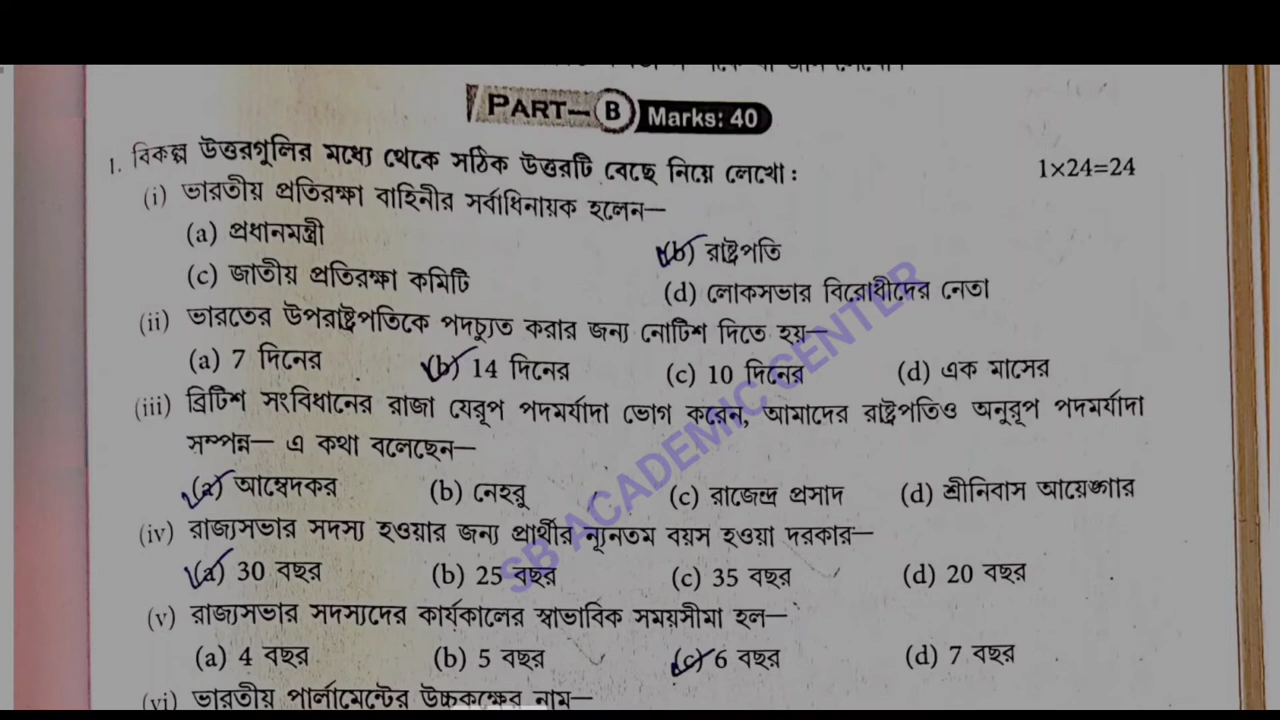 PART— B Marks: 40
1. বিকল্প উত্তরগুলির মধ্যে থেকে সঠিক উত্তরটি বেছে নিয়ে লেখো : 1×24=24
(i) ভারতীয় প্রতিরক্ষা বাহিনীর সর্বাধিনায়ক হলেন—
(a) প্রধানমন্ত্রী (b) রাষ্ট্রপতি
(c) জাতীয় প্রতিরক্ষা কমিটি (d) লোকসভার বিরোধীদের নেতা
(ii) ভারতের উপরাষ্ট্রপতিকে পদচ্যুত করার জন্য নোটিশ দিতে হয়—
(a) 7 দিনের (b) 14 দিনের (c) 10 দিনের (d) এক মাসের
(iii) ব্রিটিশ সংবিধানের রাজা যেরূপ পদমর্যাদা ভোগ করেন, আমাদের রাষ্ট্রপতিও অনুরূপ পদমর্যাদা
সম্পন্ন— এ কথা বলেছেন—
(a) আম্বেদকর (b) নেহরু (c) রাজেন্দ্র প্রসাদ (d) শ্রীনিবাস আয়েঙ্গার
(iv) রাজ্যসভার সদস্য হওয়ার জন্য প্রার্থীর ন্যূনতম বয়স হওয়া দরকার—
(a) 30 বছর (b) 25 বছর (c) 35 বছর (d) 20 বছর
(v) রাজ্যসভার সদস্যদের কার্যকালের স্বাভাবিক সময়সীমা হল—
(a) 4 বছর (b) 5 বছর (c) 6 বছর (d) 7 বছর
(vi) ভারতীয় পার্লামেন্টের উচ্চকক্ষের নাম—
SB ACADEMIC CENTER